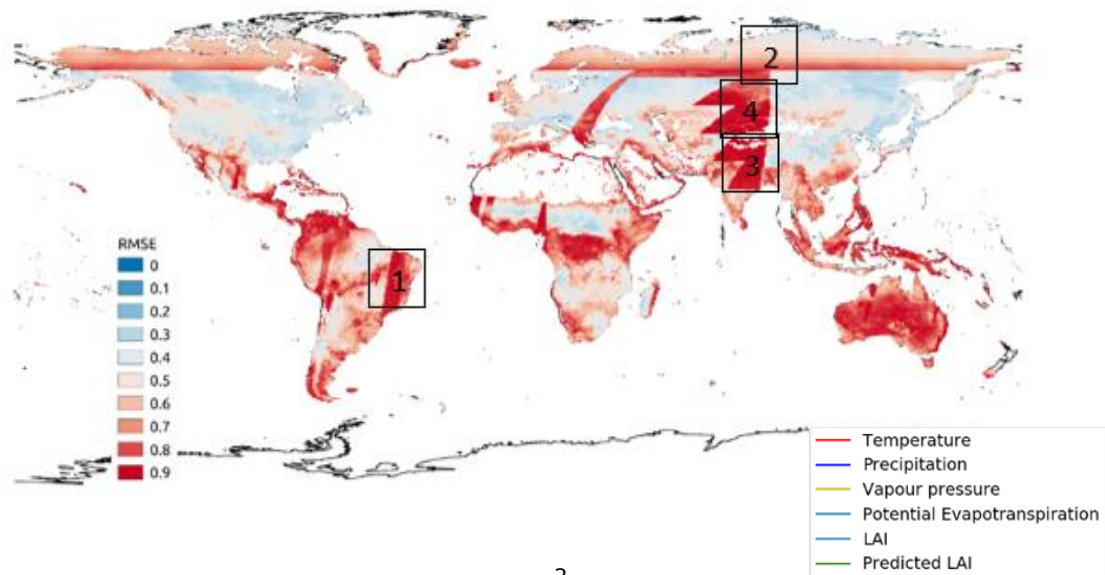 2
4
3
1
RMSE
0
0.1
0.2
0.3
0.4
0.5
0.6
0.7
0.8
0.9
Temperature
Precipitation
Vapour pressure
Potential Evapotranspiration
LAI
Predicted LAI